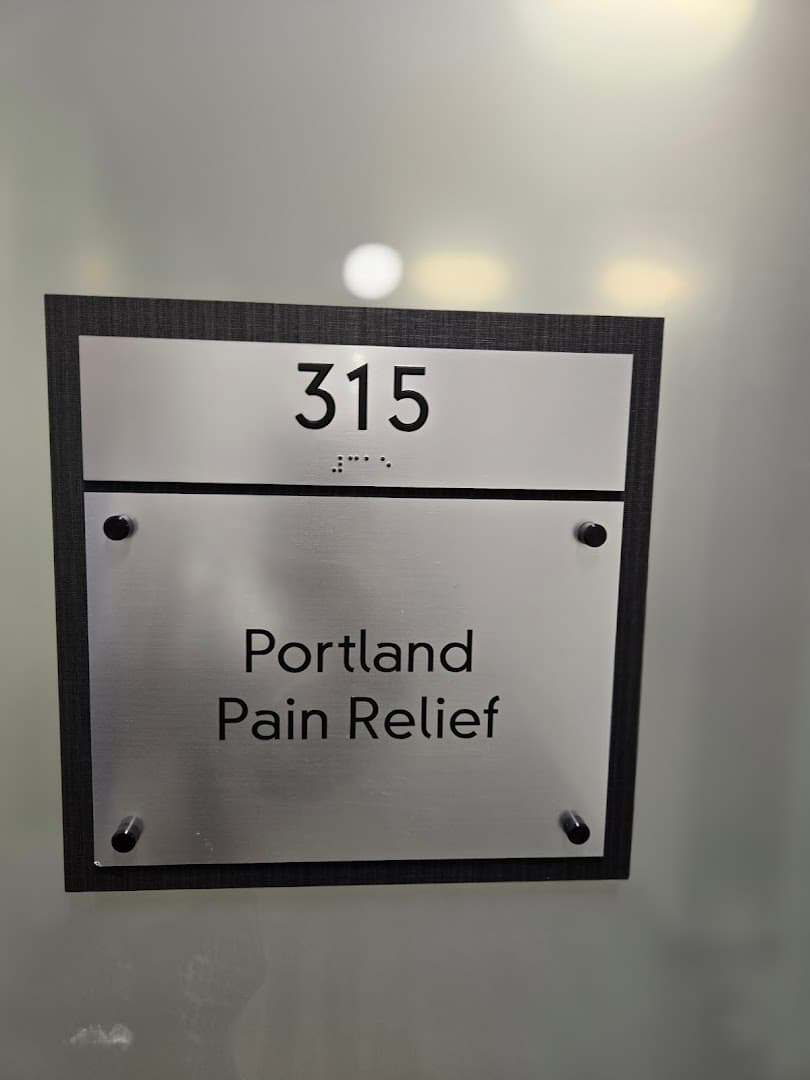 315
⠼⠉⠁⠑
Portland
Pain Relief